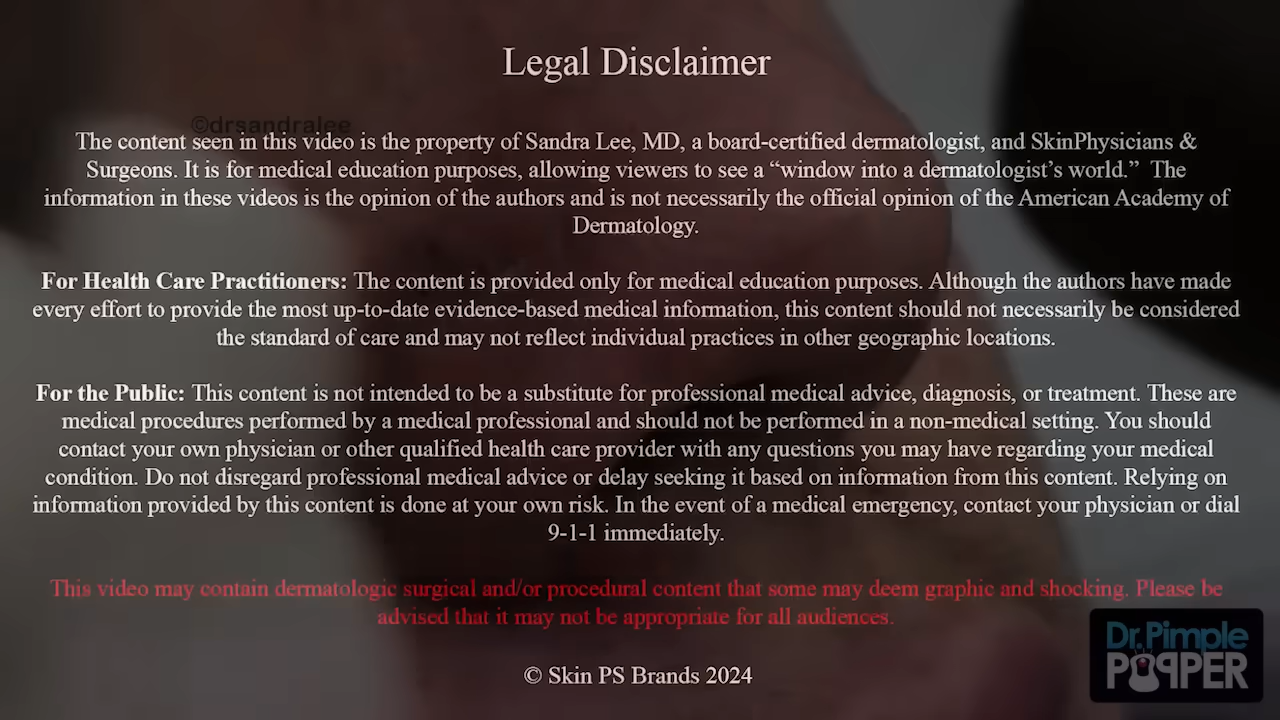 Legal Disclaimer
©drsandralee
The content seen in this video is the property of Sandra Lee, MD, a board-certified dermatologist, and SkinPhysicians &
Surgeons. It is for medical education purposes, allowing viewers to see a “window into a dermatologist’s world.” The
information in these videos is the opinion of the authors and is not necessarily the official opinion of the American Academy of
Dermatology.
For Health Care Practitioners: The content is provided only for medical education purposes. Although the authors have made
every effort to provide the most up-to-date evidence-based medical information, this content should not necessarily be considered
the standard of care and may not reflect individual practices in other geographic locations.
For the Public: This content is not intended to be a substitute for professional medical advice, diagnosis, or treatment. These are
medical procedures performed by a medical professional and should not be performed in a non-medical setting. You should
contact your own physician or other qualified health care provider with any questions you may have regarding your medical
condition. Do not disregard professional medical advice or delay seeking it based on information from this content. Relying on
information provided by this content is done at your own risk. In the event of a medical emergency, contact your physician or dial
9-1-1 immediately.
This video may contain dermatologic surgical and/or procedural content that some may deem graphic and shocking. Please be
advised that it may not be appropriate for all audiences.
© Skin PS Brands 2024
Dr. Pimple
POPPER